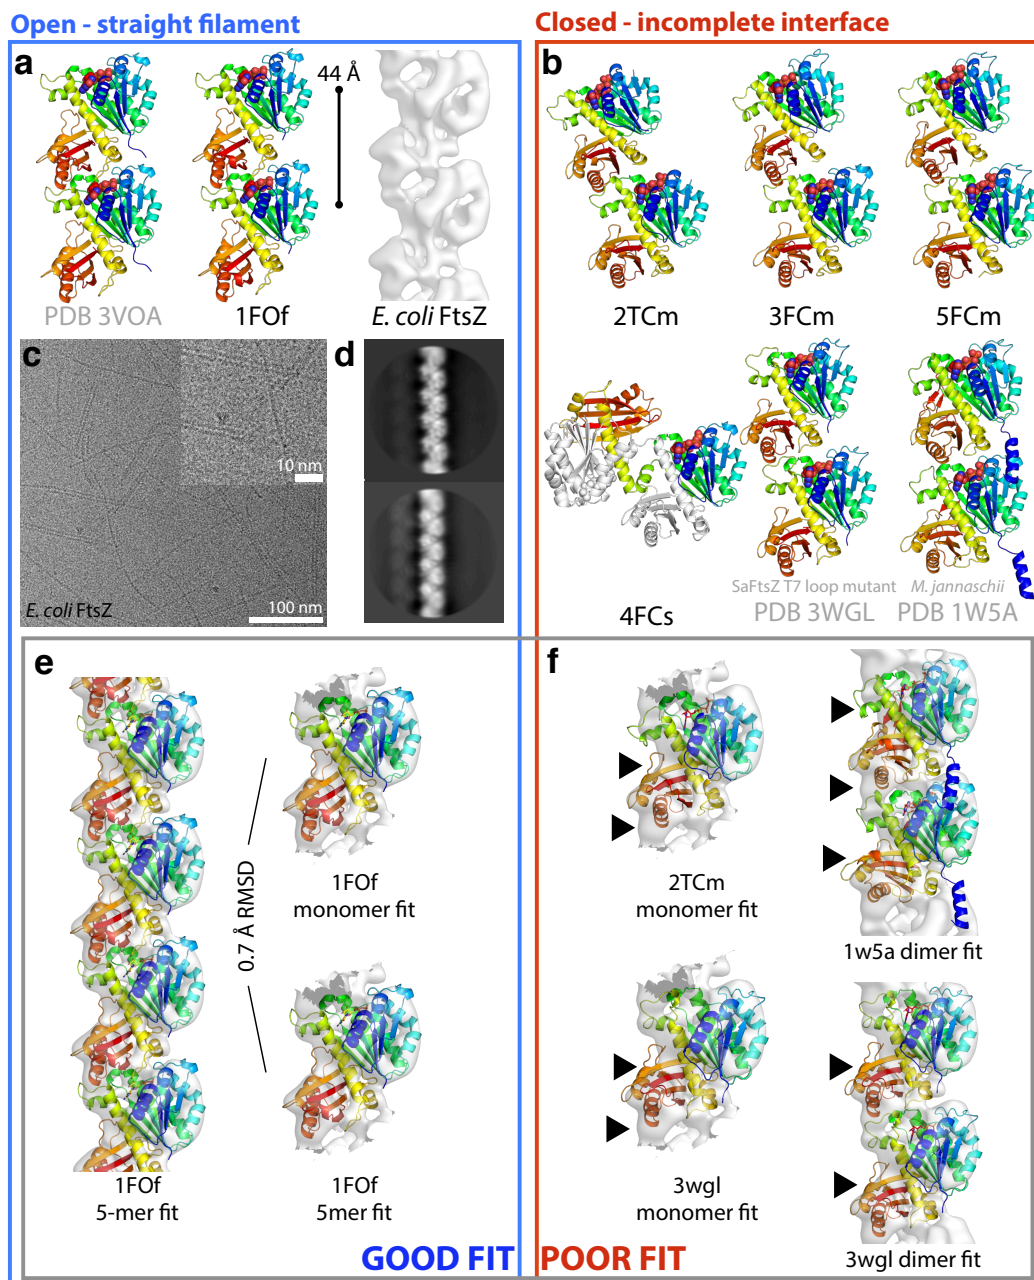 Open - straight filament
Closed - incomplete interface
a
44 Å
PDB 3VOA
1FOf
E. coli FtsZ
b
2TCm
3FCm
5FCm
4FCs
SaFtsZ T7 loop mutant
PDB 3WGL
M. jannaschii
PDB 1W5A
c
10 nm
E. coli FtsZ
100 nm
d
e
0.7 Å RMSD
1FOf
monomer fit
1FOf
5-mer fit
1FOf
5mer fit
GOOD FIT
f
2TCm
monomer fit
1w5a dimer fit
3wgl
monomer fit
3wgl dimer fit
POOR FIT